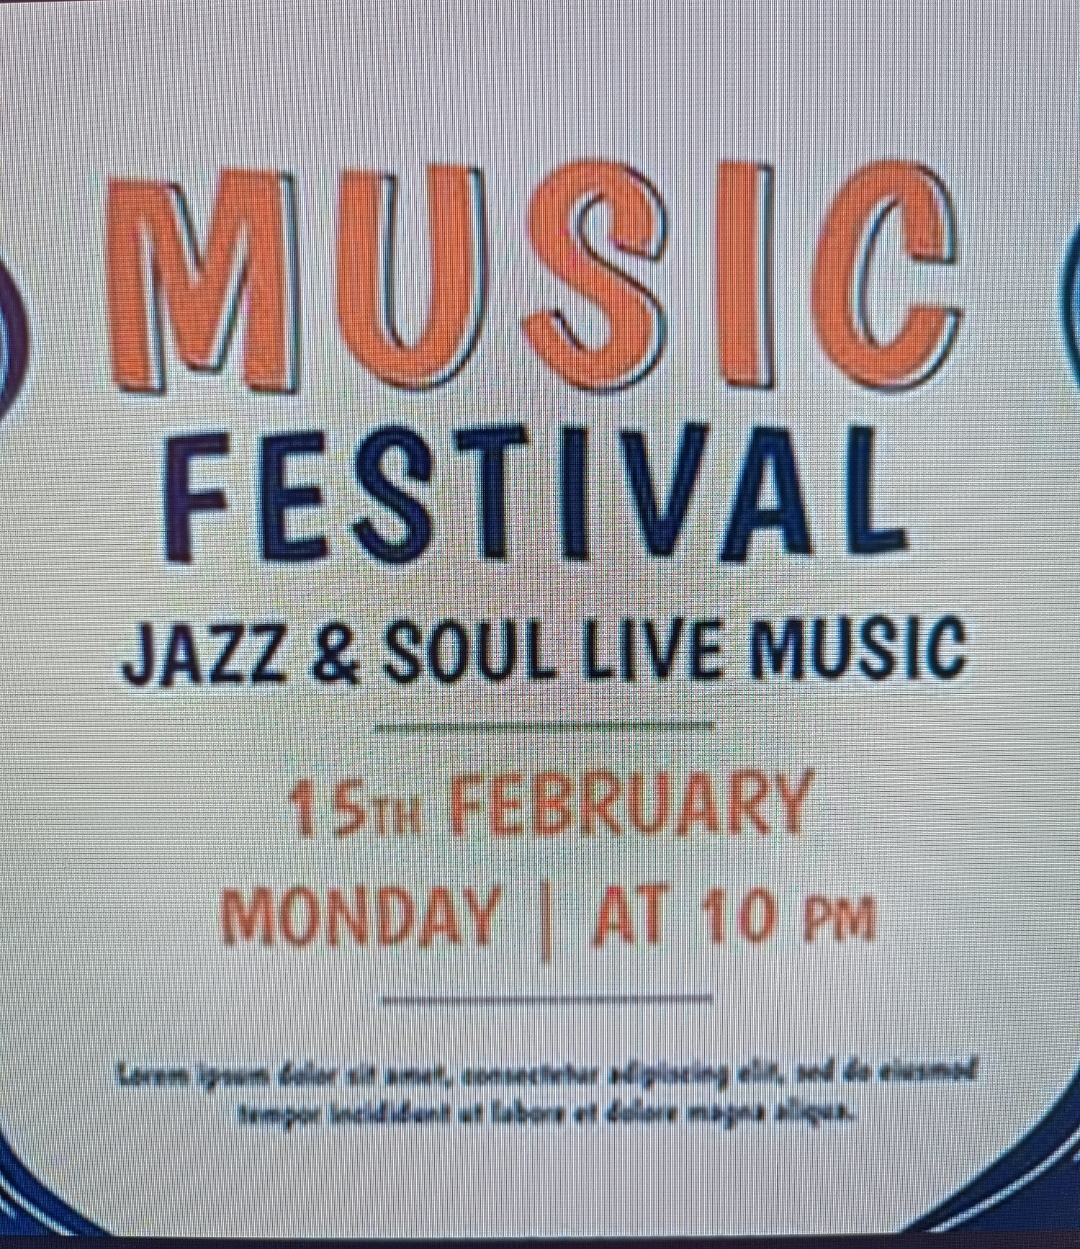 MUSIC
FESTIVAL
JAZZ & SOUL LIVE MUSIC
15TH FEBRUARY
MONDAY | AT 10 PM
Lorem ipsum dolor sit amet, consectetur adipiscing elit, sed do eiusmod
tempor incididunt ut labore et dolore magna aliqua.